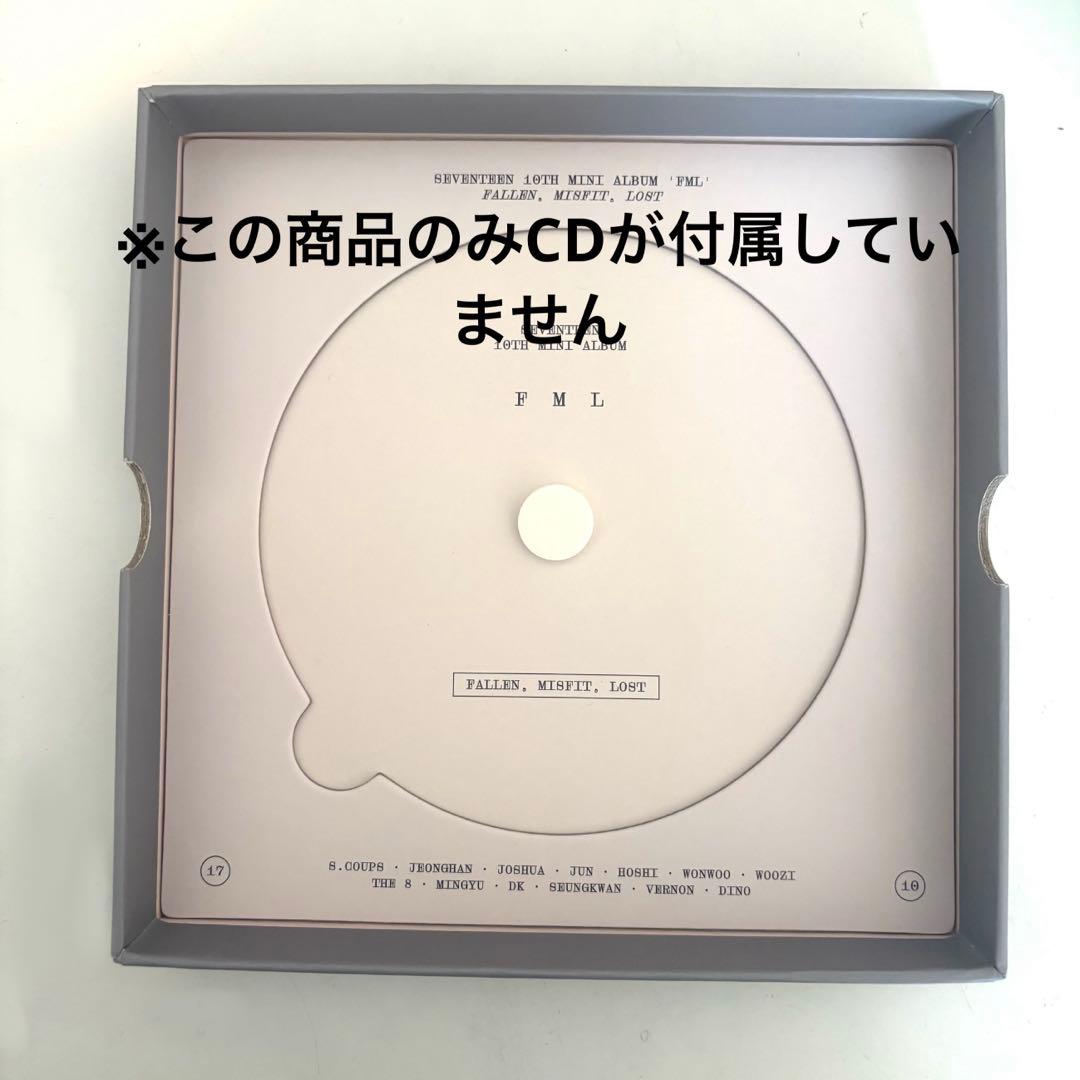 SEVENTEEN 10TH MINI ALBUM 'FML'
FALLEN, MISFIT, LOST
※このの商品のみCDが付属してい
ません
SEVENTEEN
10TH MINI ALBUM
F M L
FALLEN, MISFIT, LOST
17
S.COUPS · JEONGHAN · JOSHUA · JUN · HOSHI · WONWOO · WOOZI
THE 8 · MINGYU · DK · SEUNGKWAN · VERNON · DINO
10